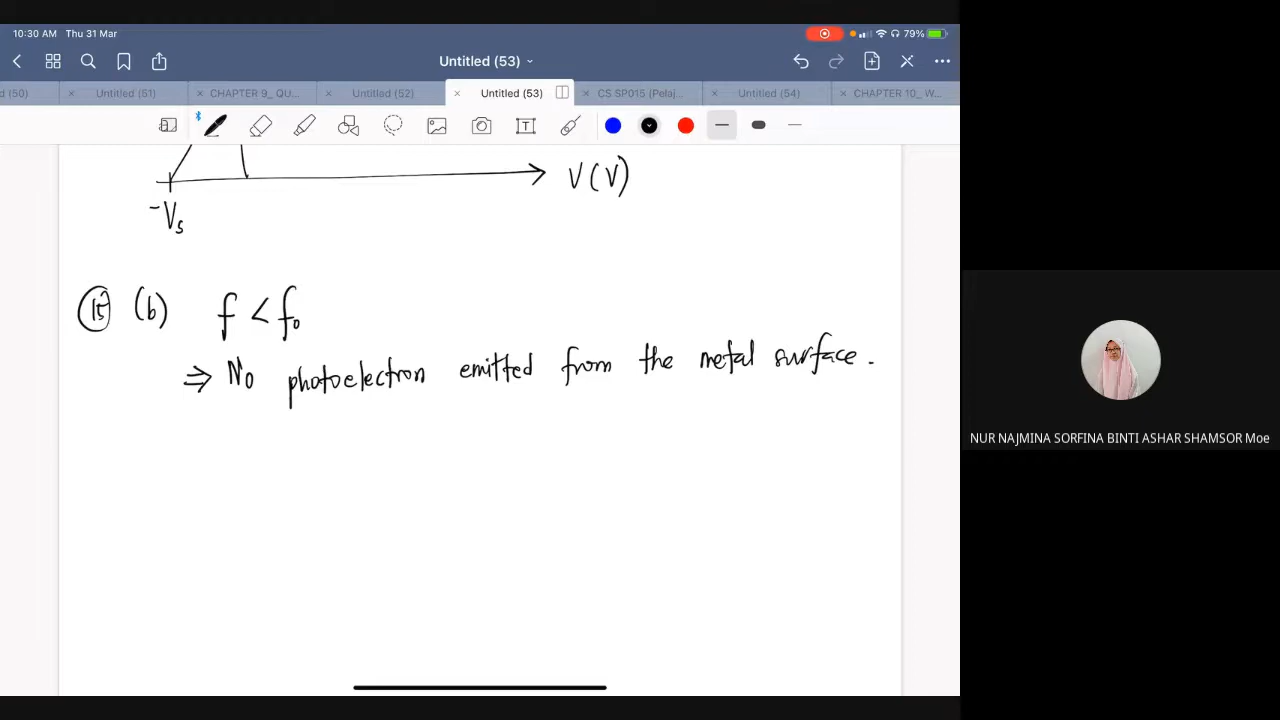 10:30 AM Thu 31 Mar
79%
Untitled (53)
d (50)
Untitled (51)
CHAPTER 9_ QU...
Untitled (52)
Untitled (53)
CS SP015 (Pelaj...
Untitled (54)
CHAPTER 10_ W...
T
V (V)
-Vs
15 (b) f < f₀
⇒ No photoelectron emitted from the metal surface.
NUR NAJMINA SORFINA BINTI ASHAR SHAMSOR Moe